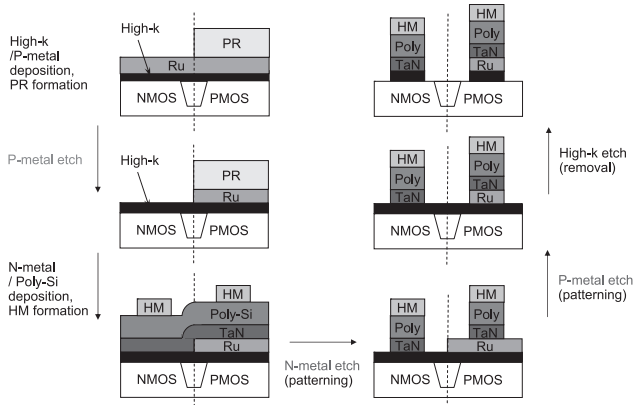 High-k
/P-metal
deposition,
PR formation
High-k
PR
Ru
NMOS
PMOS
P-metal etch
High-k
PR
Ru
NMOS
PMOS
N-metal
/ Poly-Si
deposition,
HM formation
HM
HM
Poly-Si
TaN
Ru
NMOS
PMOS
N-metal etch
(patterning)
HM
Poly
TaN
HM
Poly
TaN
Ru
NMOS
PMOS
P-metal etch
(patterning)
HM
Poly
TaN
HM
Poly
TaN
Ru
NMOS
PMOS
High-k etch
(removal)
HM
Poly
TaN
HM
Poly
TaN
Ru
NMOS
PMOS